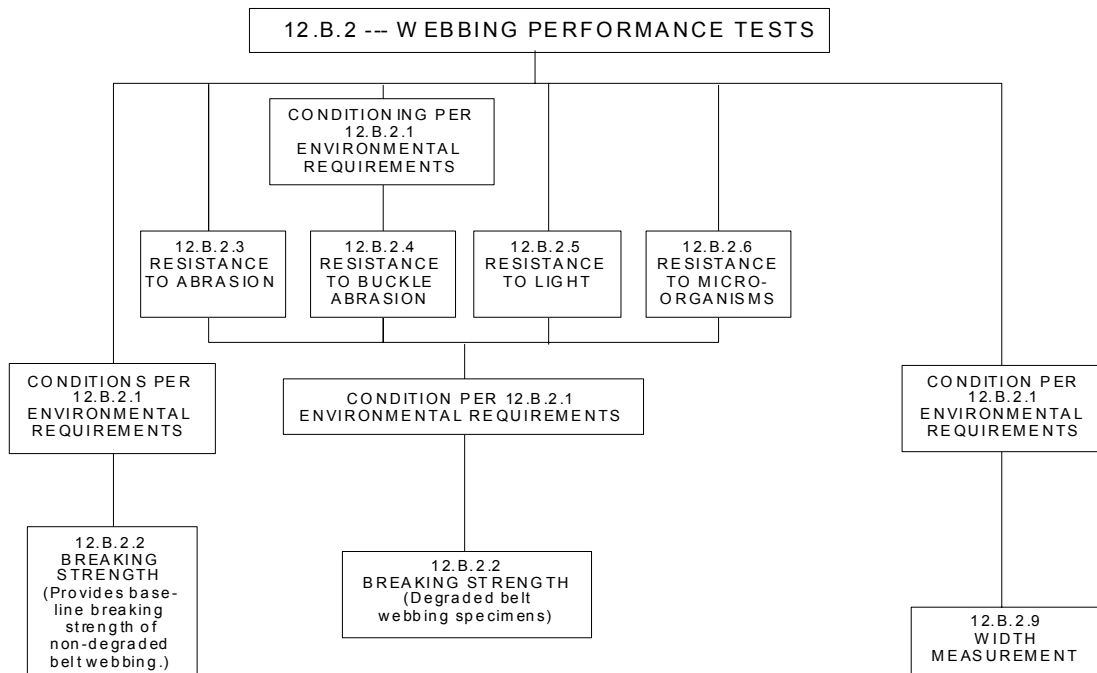 12.B.2 --- WEBBING PERFORMANCE TESTS
CONDITIONING PER
12.B.2.1
ENVIRONMENTAL
REQUIREMENTS
12.B.2.3
RESISTANCE
TO ABRASION
12.B.2.4
RESISTANCE
TO BUCKLE
ABRASION
12.B.2.5
RESISTANCE
TO LIGHT
12.B.2.6
RESISTANCE
TO MICRO-
ORGANISMS
CONDITIONS PER
12.B.2.1
ENVIRONMENTAL
REQUIREMENTS
CONDITION PER 12.B.2.1
ENVIRONMENTAL REQUIREMENTS
CONDITION PER
12.B.2.1
ENVIRONMENTAL
REQUIREMENTS
12.B.2.2
BREAKING
STRENGTH
(Provides base-
line breaking
strength of
non-degraded
belt webbing.)
12.B.2.2
BREAKING STRENGTH
(Degraded belt
webbing specimens)
12.B.2.9
WIDTH
MEASUREMENT